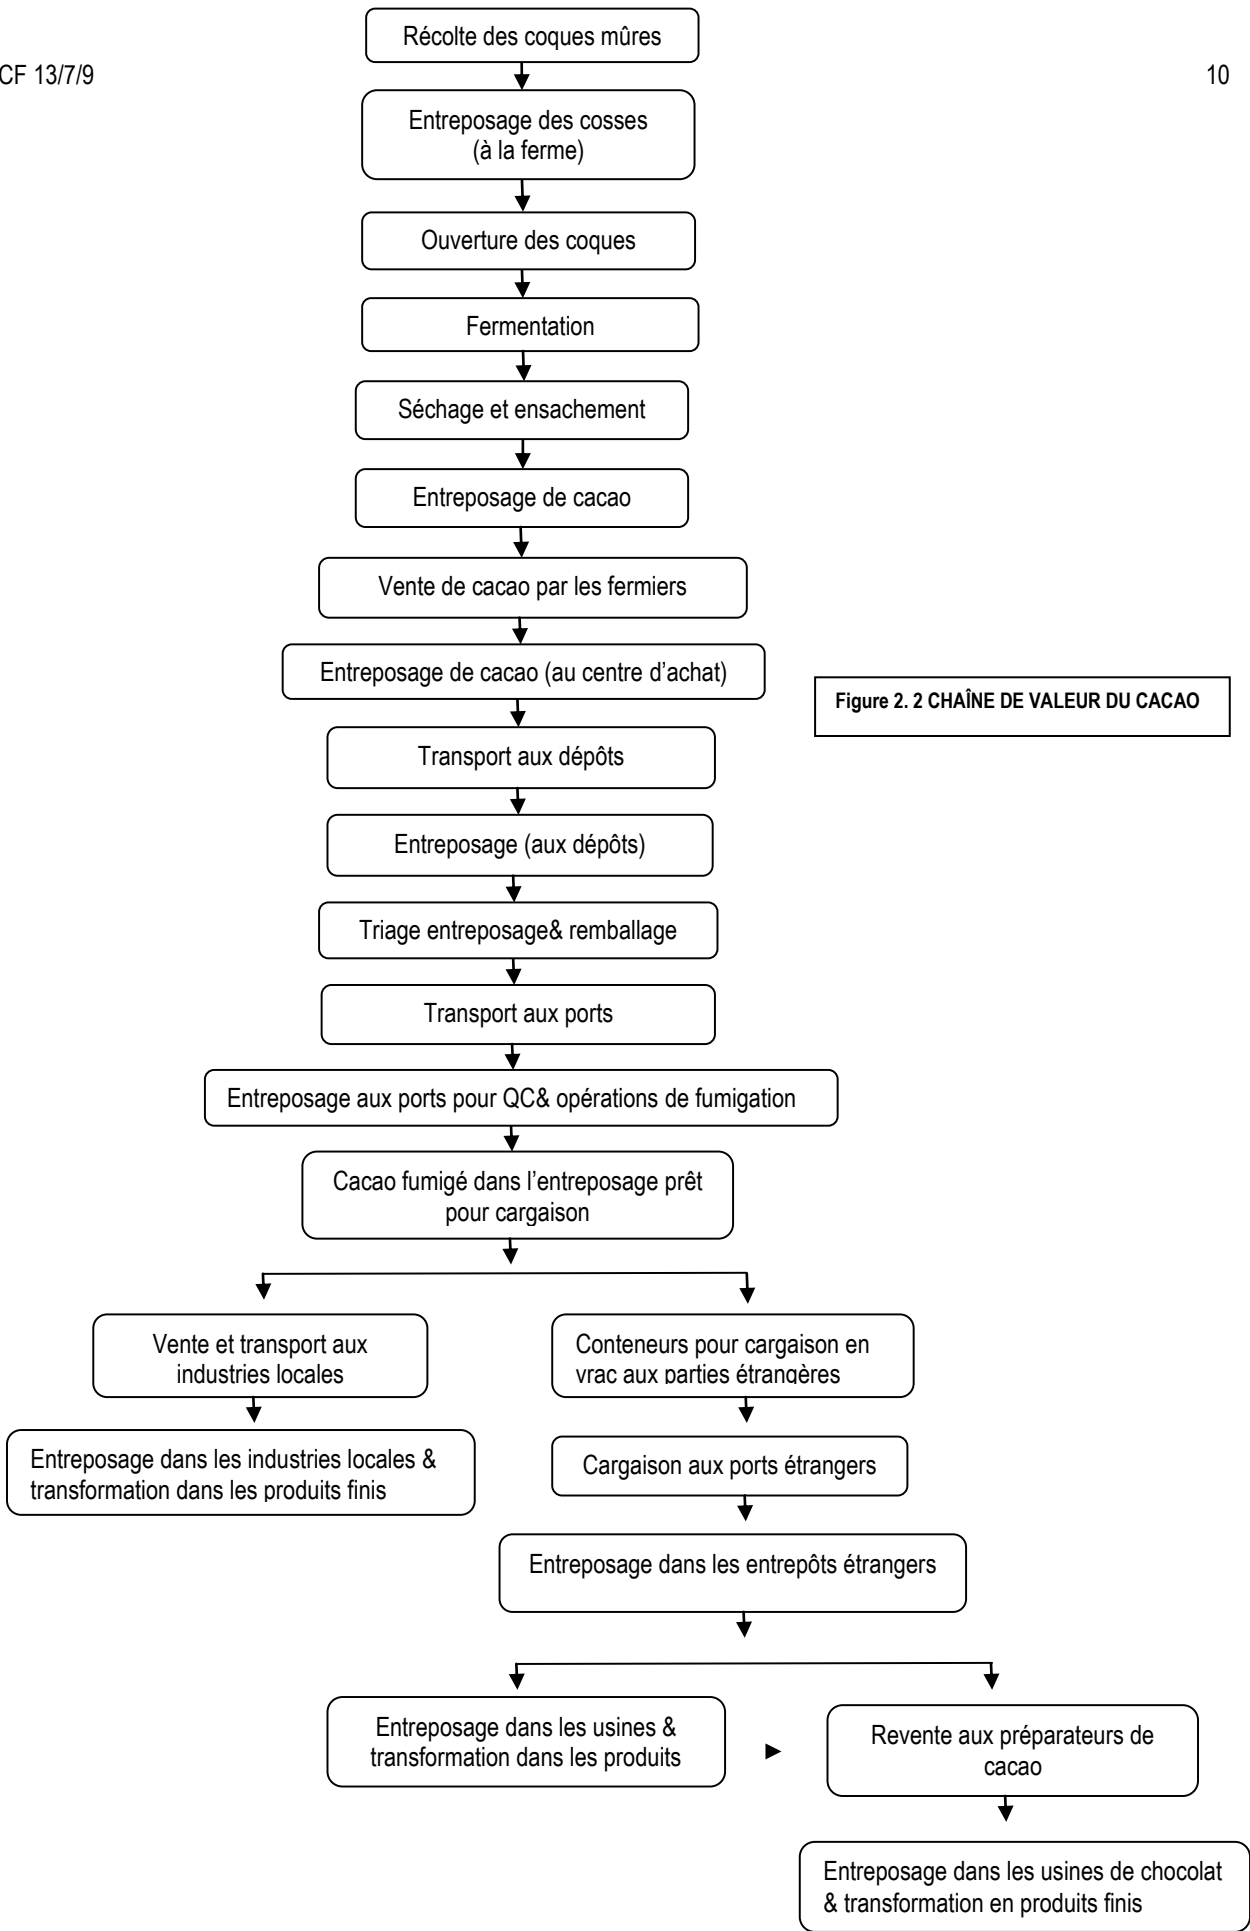 Récolte des coques mûres
CF 13/7/9
10
Entreposage des cosses
(à la ferme)
Ouverture des coques
Fermentation
Séchage et ensachement
Entreposage de cacao
Vente de cacao par les fermiers
Entreposage de cacao (au centre d’achat)
Figure 2. 2 CHAÎNE DE VALEUR DU CACAO
Transport aux dépôts
Entreposage (aux dépôts)
Triage entreposage& remballage
Transport aux ports
Entreposage aux ports pour QC& opérations de fumigation
Cacao fumigé dans l’entreposage prêt
pour cargaison
Vente et transport aux
industries locales
Conteneurs pour cargaison en
vrac aux parties étrangères
Entreposage dans les industries locales &
transformation dans les produits finis
Cargaison aux ports étrangers
Entreposage dans les entrepôts étrangers
Entreposage dans les usines &
transformation dans les produits
Revente aux préparateurs de
cacao
Entreposage dans les usines de chocolat
& transformation en produits finis